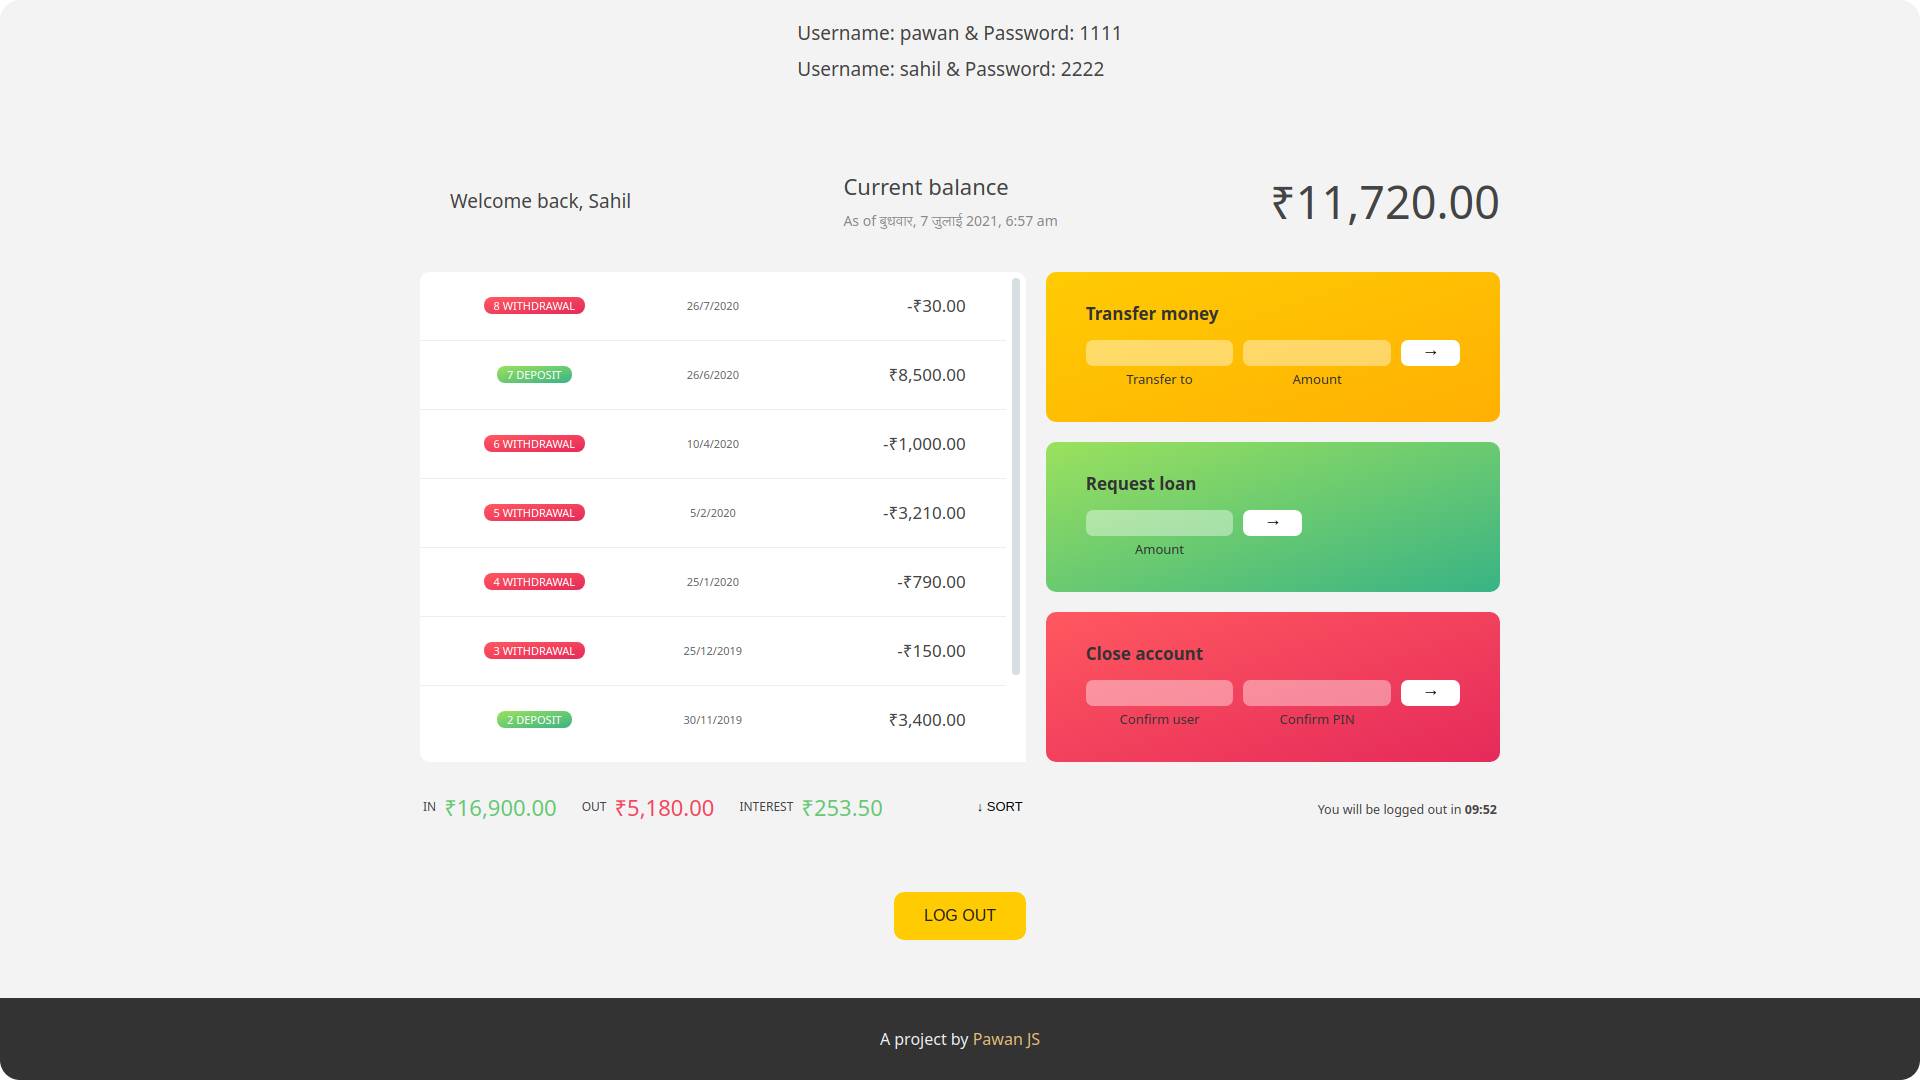 Username: pawan & Password: 1111
Username: sahil & Password: 2222
Welcome back, Sahil
Current balance
As of बुधवार, 7 जुलाई 2021, 6:57 am
₹11,720.00
8 WITHDRAWAL 26/7/2020 -₹30.00
7 DEPOSIT 26/6/2020 ₹8,500.00
6 WITHDRAWAL 10/4/2020 -₹1,000.00
5 WITHDRAWAL 5/2/2020 -₹3,210.00
4 WITHDRAWAL 25/1/2020 -₹790.00
3 WITHDRAWAL 25/12/2019 -₹150.00
2 DEPOSIT 30/11/2019 ₹3,400.00
Transfer money
→
Transfer to Amount
Request loan
→
Amount
Close account
→
Confirm user Confirm PIN
IN ₹16,900.00 OUT ₹5,180.00 INTEREST ₹253.50 ↓ SORT
You will be logged out in 09:52
LOG OUT
A project by Pawan JS